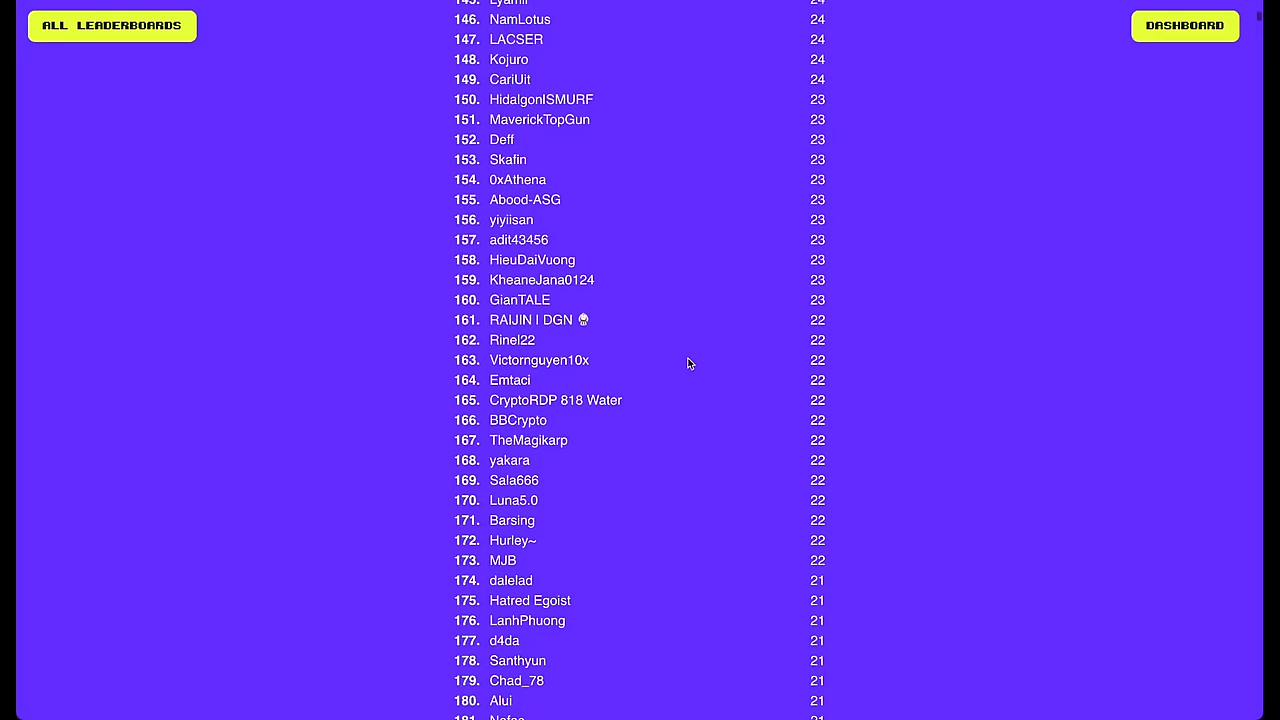 ALL LEADERBOARDS
DASHBOARD
146. NamLotus 24
147. LACSER 24
148. Kojuro 24
149. CariUit 24
150. HidalgonISMURF 23
151. MaverickTopGun 23
152. Deff 23
153. Skafin 23
154. 0xAthena 23
155. Abood-ASG 23
156. yiyiisan 23
157. adit43456 23
158. HieuDaiVuong 23
159. KheaneJana0124 23
160. GianTALE 23
161. RAIJIN I DGN 22
162. Rinel22 22
163. Victornguyen10x 22
164. Emtaci 22
165. CryptoRDP 818 Water 22
166. BBCrypto 22
167. TheMagikarp 22
168. yakara 22
169. Sala666 22
170. Luna5.0 22
171. Barsing 22
172. Hurley~ 22
173. MJB 22
174. dalelad 21
175. Hatred Egoist 21
176. LanhPhuong 21
177. d4da 21
178. Santhyun 21
179. Chad_78 21
180. Alui 21